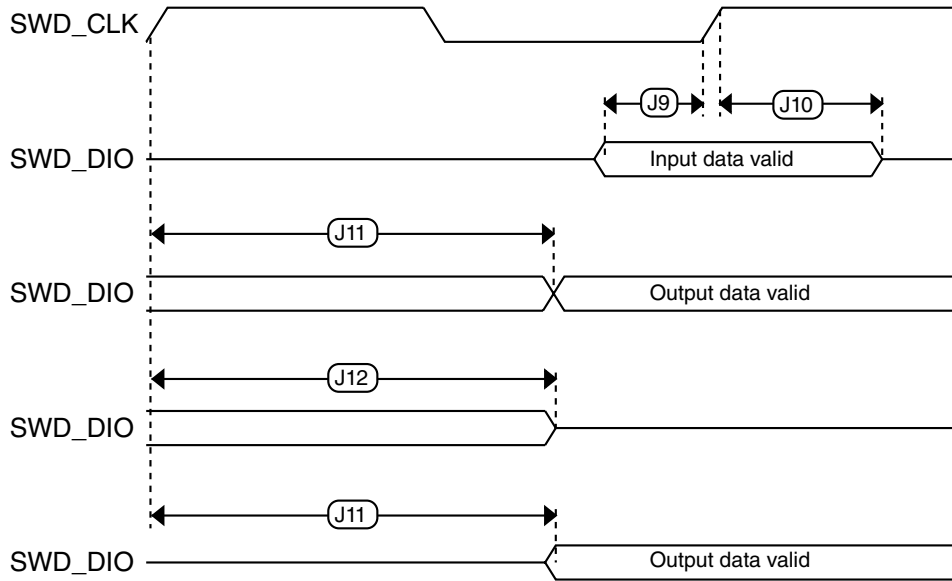 SWD_CLK
J9
J10
SWD_DIO
Input data valid
J11
SWD_DIO
Output data valid
J12
SWD_DIO
J11
SWD_DIO
Output data valid